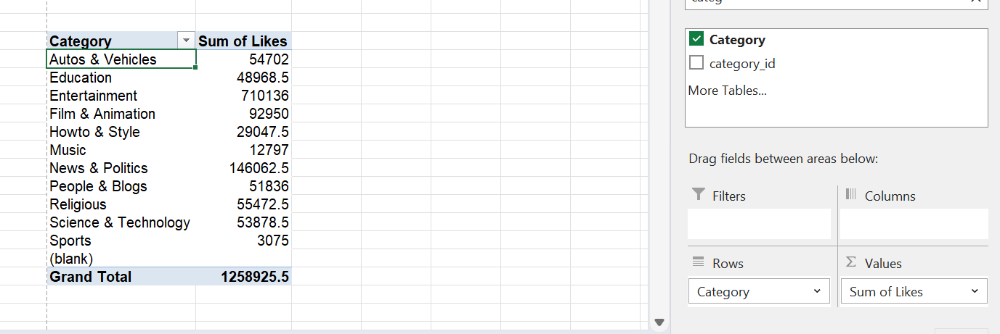 Category Sum of Likes
Autos & Vehicles 54702
Education 48968.5
Entertainment 710136
Film & Animation 92950
Howto & Style 29047.5
Music 12797
News & Politics 146062.5
People & Blogs 51836
Religious 55472.5
Science & Technology 53878.5
Sports 3075
(blank)
Grand Total 1258925.5
categ
Category
category_id
More Tables...
Drag fields between areas below:
Filters
Columns
Rows
Σ Values
Category
Sum of Likes